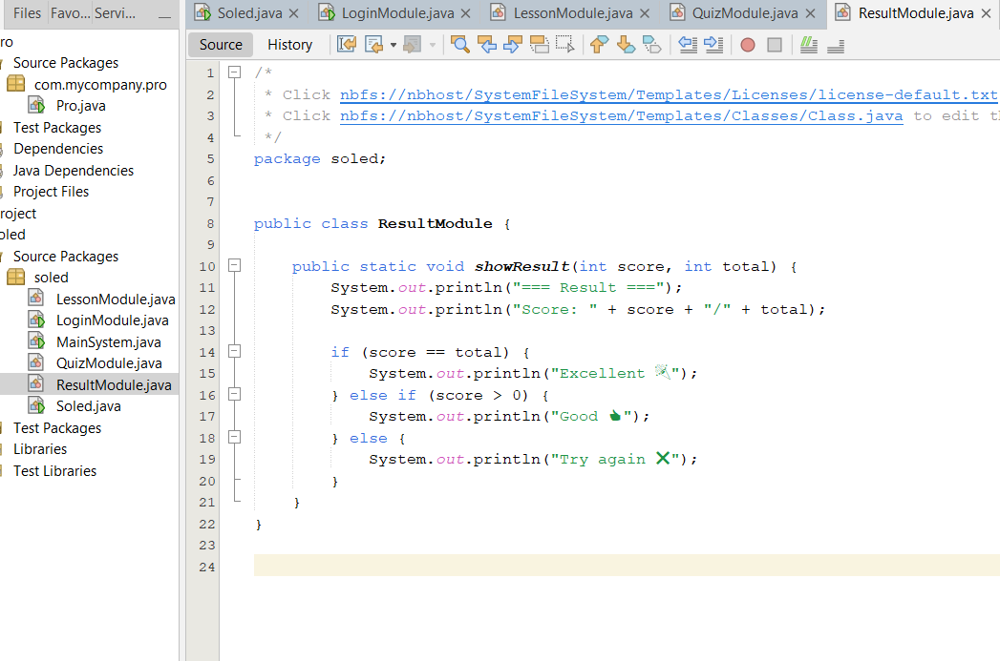 Files Favo... Servi...
Soled.java LoginModule.java LessonModule.java QuizModule.java ResultModule.java
Source History
ro
Source Packages
com.mycompany.pro
Pro.java
Test Packages
Dependencies
Java Dependencies
Project Files
roject
oled
Source Packages
soled
LessonModule.java
LoginModule.java
MainSystem.java
QuizModule.java
ResultModule.java
Soled.java
Test Packages
Libraries
Test Libraries
1 /*
2 * Click nbfs://nbhost/SystemFileSystem/Templates/Licenses/license-default.txt
3 * Click nbfs://nbhost/SystemFileSystem/Templates/Classes/Class.java to edit th
4 */
5 package soled;
6
7
8 public class ResultModule {
9
10 public static void showResult(int score, int total) {
11 System.out.println("=== Result ===");
12 System.out.println("Score: " + score + "/" + total);
13
14 if (score == total) {
15 System.out.println("Excellent 🎉");
16 } else if (score > 0) {
17 System.out.println("Good 👍");
18 } else {
19 System.out.println("Try again ❌");
20 }
21 }
22 }
23
24